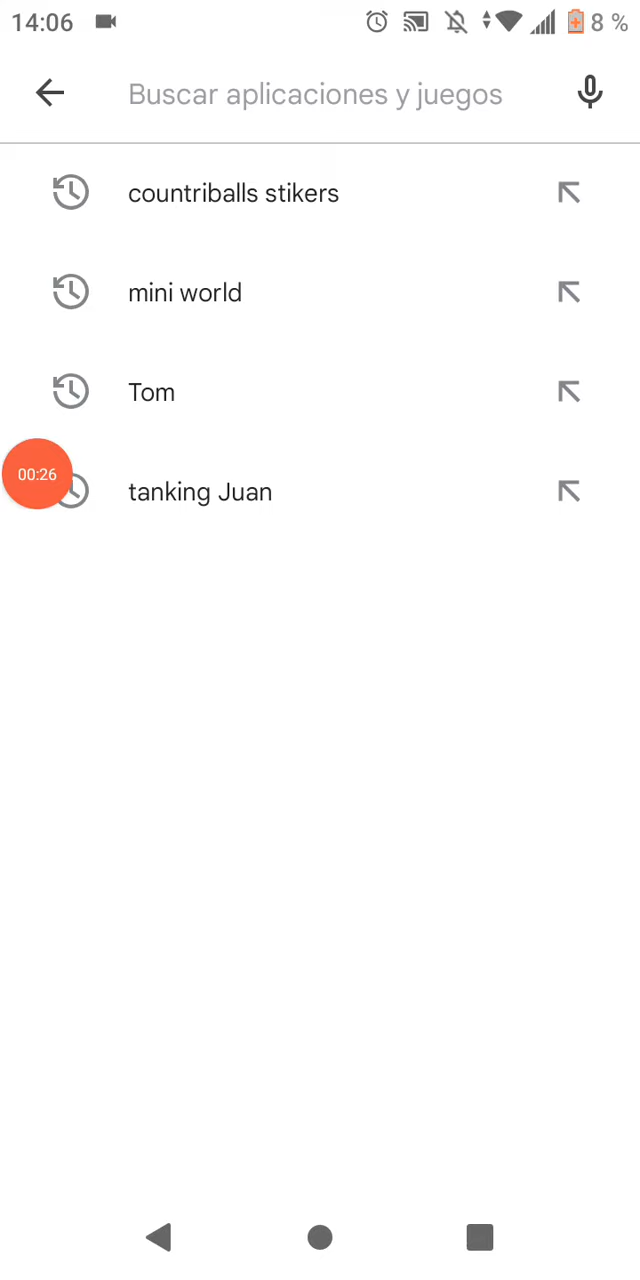 14:06 8 %
Buscar aplicaciones y juegos
countriballs stikers
mini world
Tom
00:26
tanking Juan